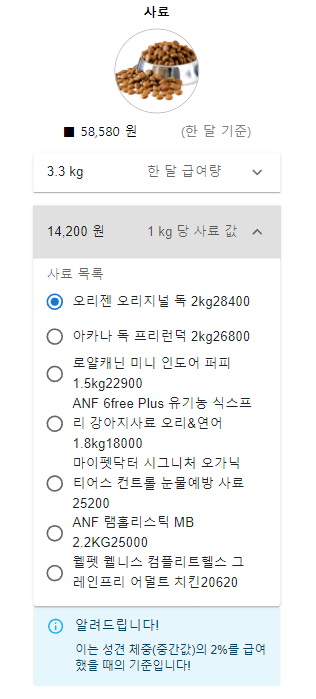 사료
■ 58,580 원 (한 달 기준)
3.3 kg 한 달 급여량
14,200 원 1 kg 당 사료 값
사료 목록
오리젠 오리지널 독 2kg28400
아카나 독 프리런덕 2kg26800
로얄캐닌 미니 인도어 퍼피
1.5kg22900
ANF 6free Plus 유기농 식스프
리 강아지사료 오리&연어
1.8kg18000
마이펫닥터 시그니처 오가닉
티어스 컨트롤 눈물예방 사료
25200
ANF 램홀리스틱 MB
2.2KG25000
웰펫 웰니스 컴플리트헬스 그
레인프리 어덜트 치킨20620
알려드립니다!
이는 성견 체중(중간값)의 2%를 급여
했을 때의 기준입니다!